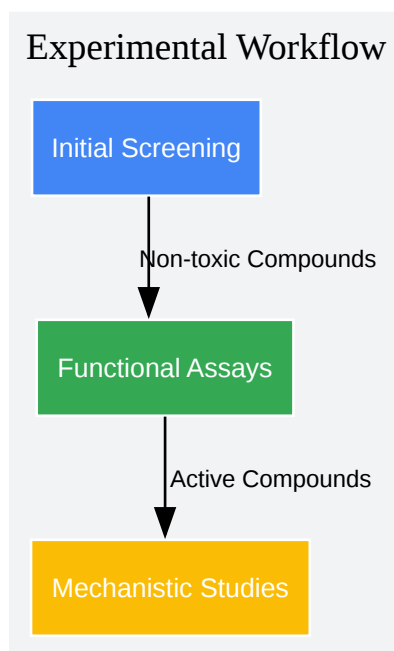 Experimental Workflow
Initial Screening
Non-toxic Compounds
Functional Assays
Active Compounds
Mechanistic Studies